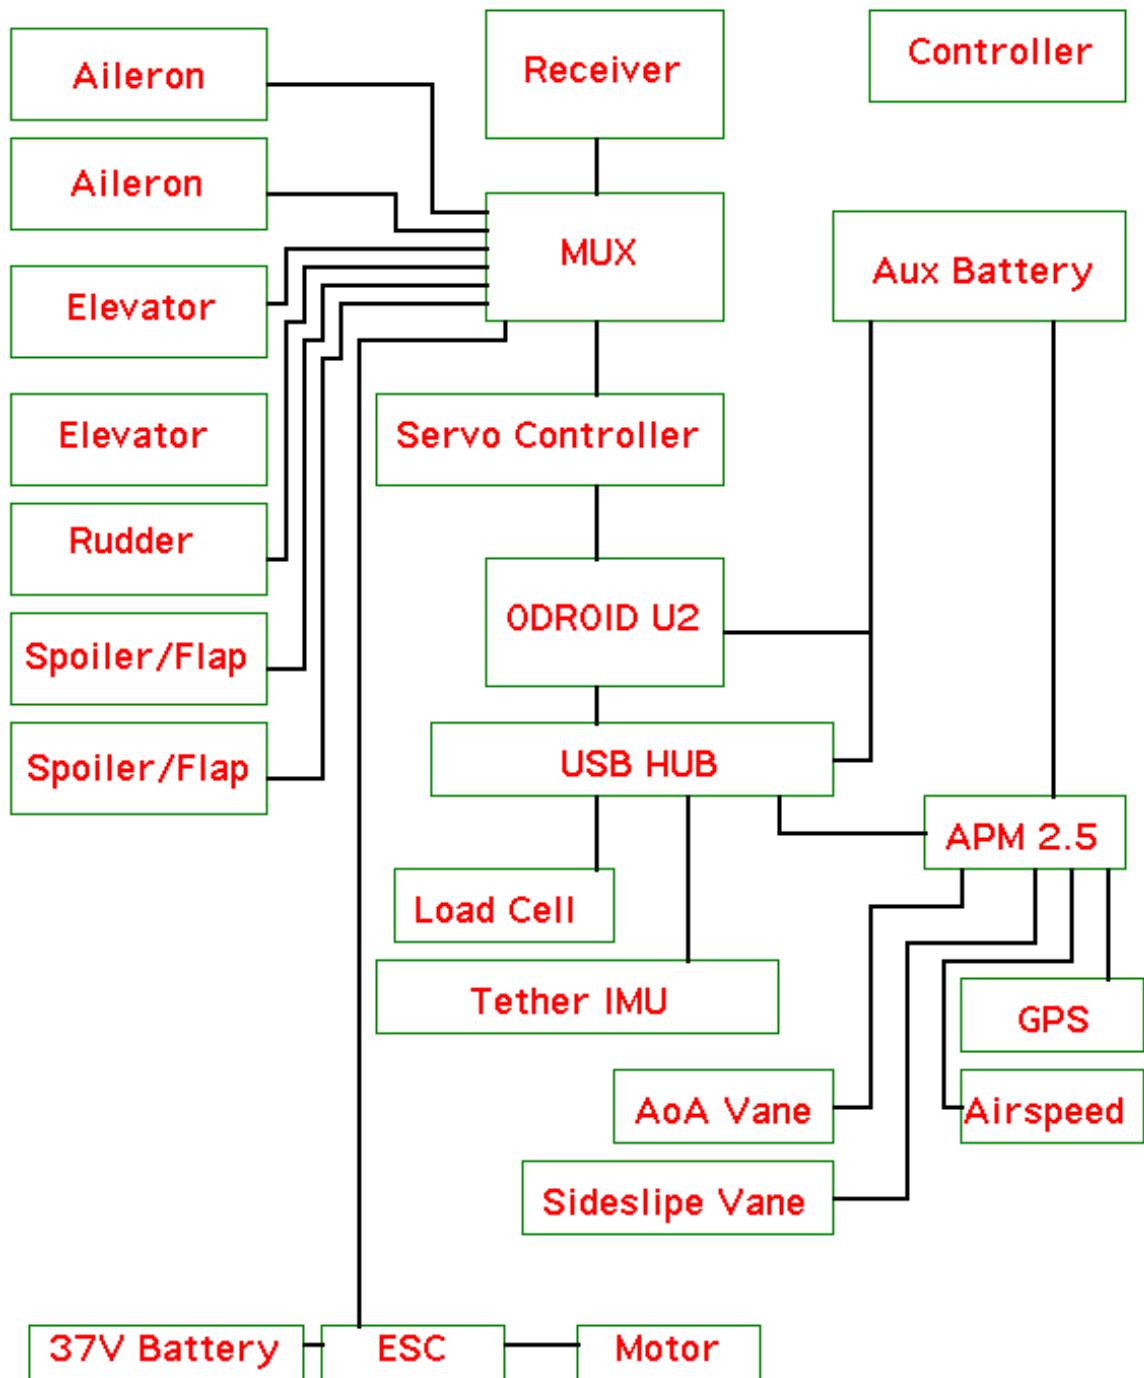 Aileron
Receiver
Controller
Aileron
MUX
Aux Battery
Elevator
Elevator
Servo Controller
Rudder
ODROID U2
Spoiler/Flap
Spoiler/Flap
USB HUB
APM 2.5
Load Cell
Tether IMU
GPS
AoA Vane
Airspeed
Sideslipe Vane
37V Battery
ESC
Motor